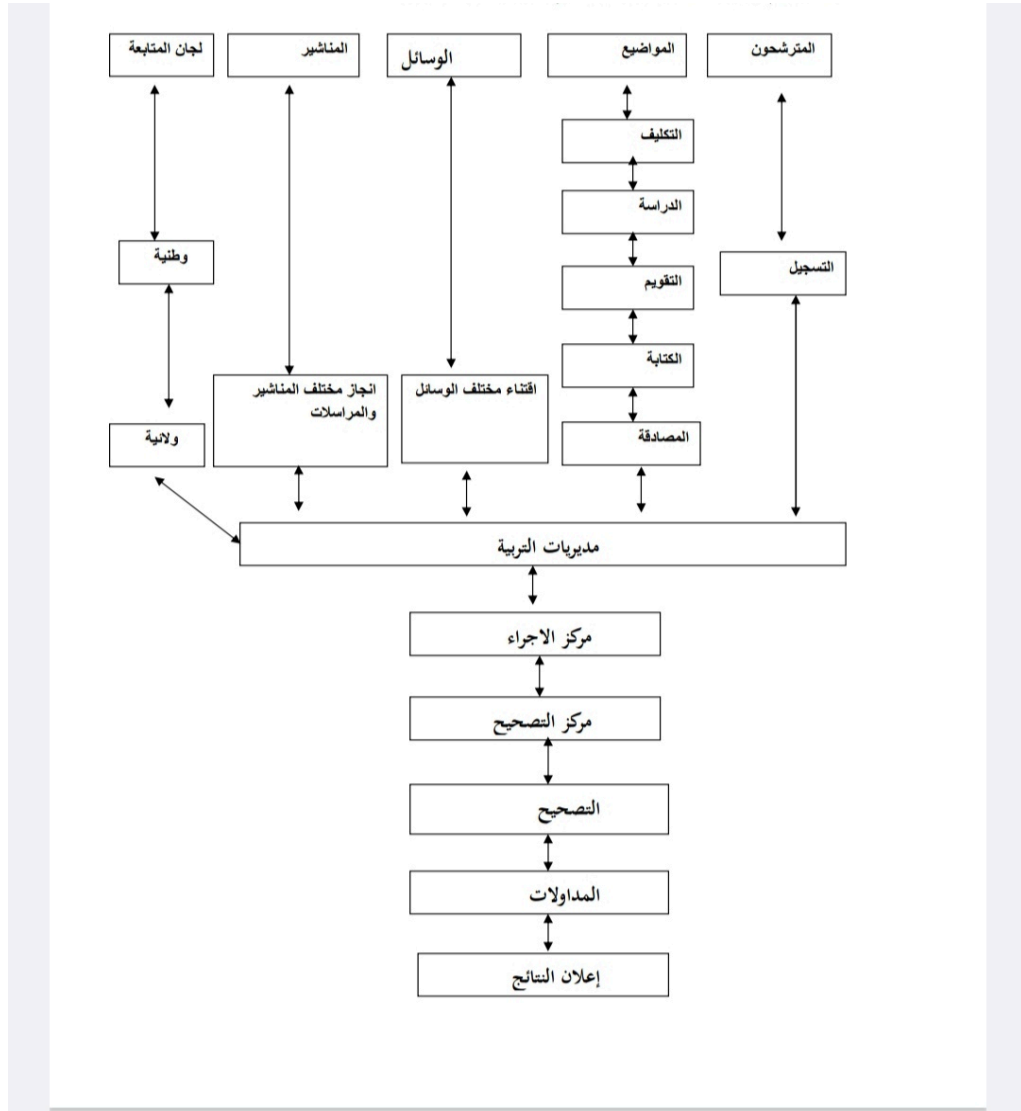 المترشحون
المواضيع
الوسائل
المناشير
لجان المتابعة
التكليف
الدراسة
التقويم
الكتابة
المصادقة
التسجيل
وطنية
ولائية
اقتناء مختلف الوسائل
انجاز مختلف المناشير
والمراسلات
مديريات التربية
مركز الاجراء
مركز التصحيح
التصحيح
المداولات
إعلان النتائج